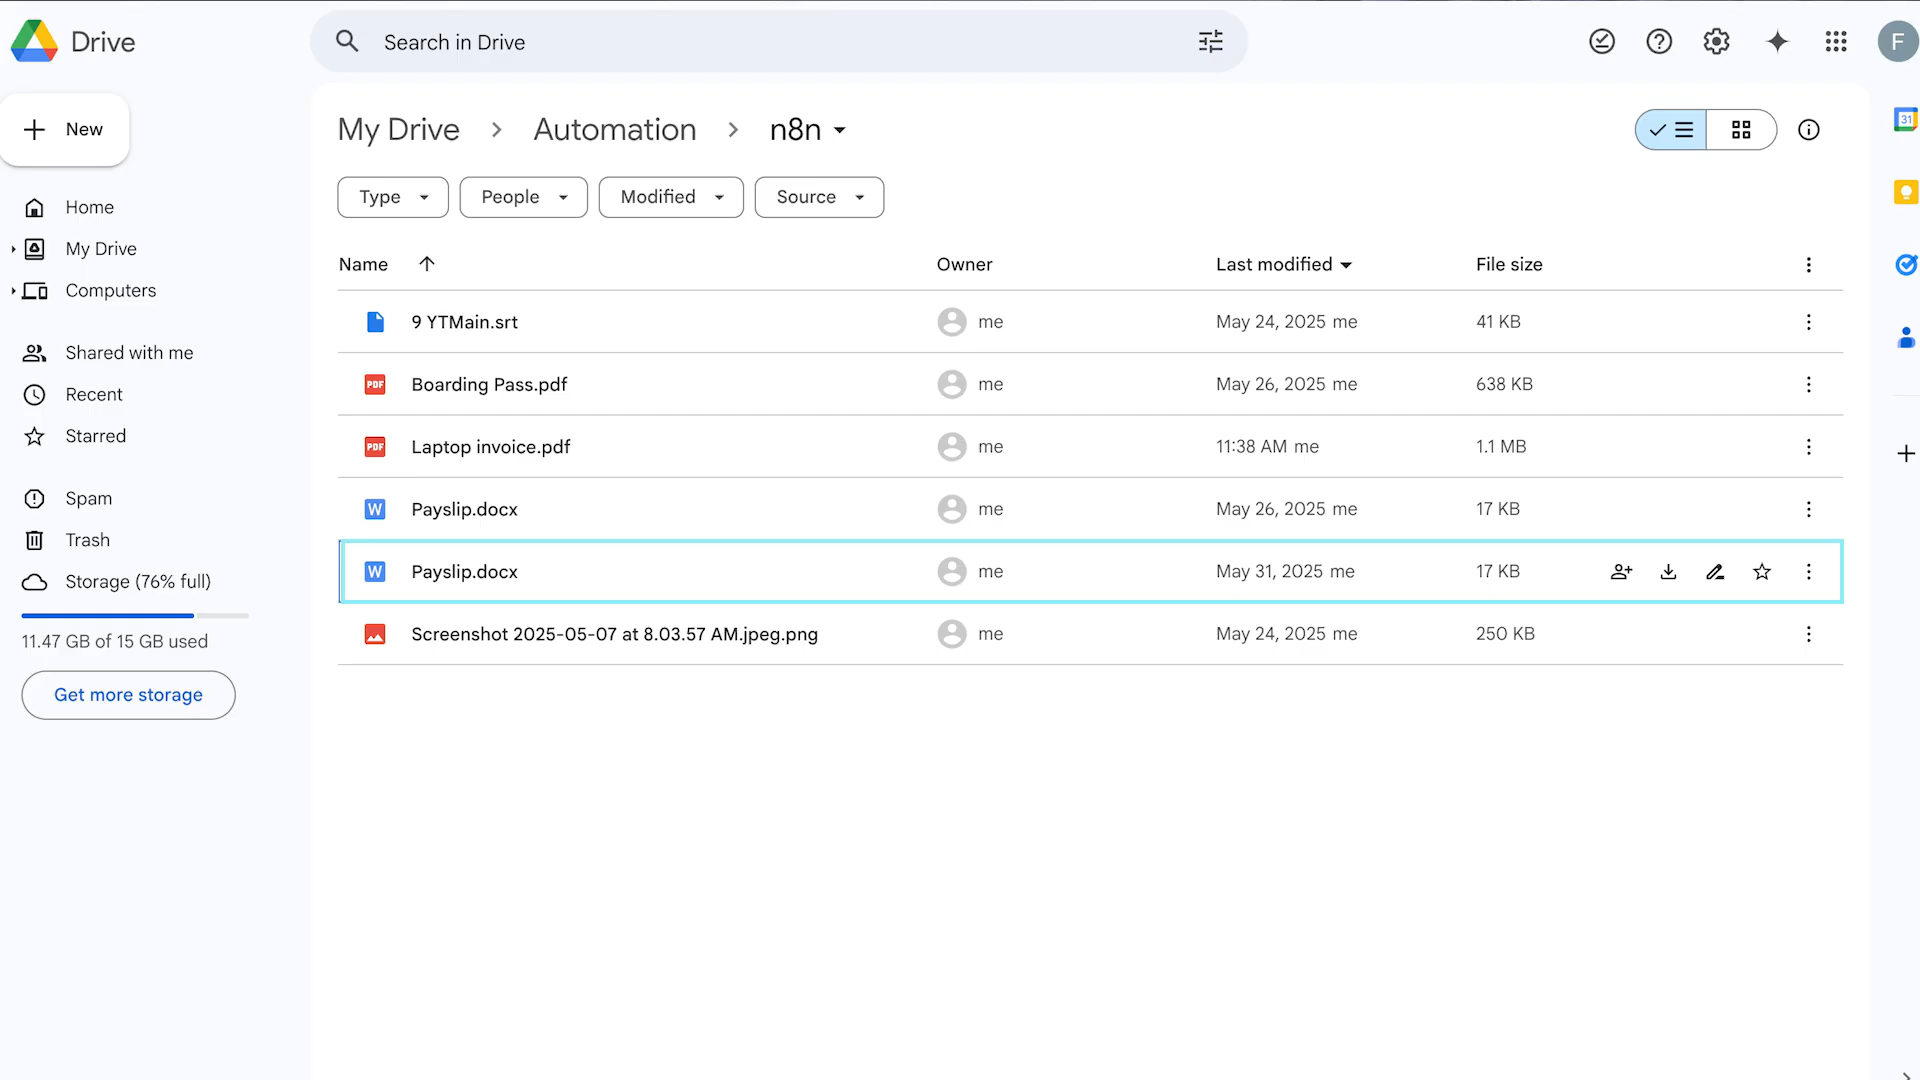 Drive
Search in Drive
F
New
My Drive > Automation > n8n
31
Home
My Drive
Computers
Shared with me
Recent
Starred
Spam
Trash
Storage (76% full)
11.47 GB of 15 GB used
Get more storage
Type People Modified Source
Name Owner Last modified File size
9 YTMain.srt me May 24, 2025 me 41 KB
PDF Boarding Pass.pdf me May 26, 2025 me 638 KB
PDF Laptop invoice.pdf me 11:38 AM me 1.1 MB
W Payslip.docx me May 26, 2025 me 17 KB
W Payslip.docx me May 31, 2025 me 17 KB
Screenshot 2025-05-07 at 8.03.57 AM.jpeg.png me May 24, 2025 me 250 KB